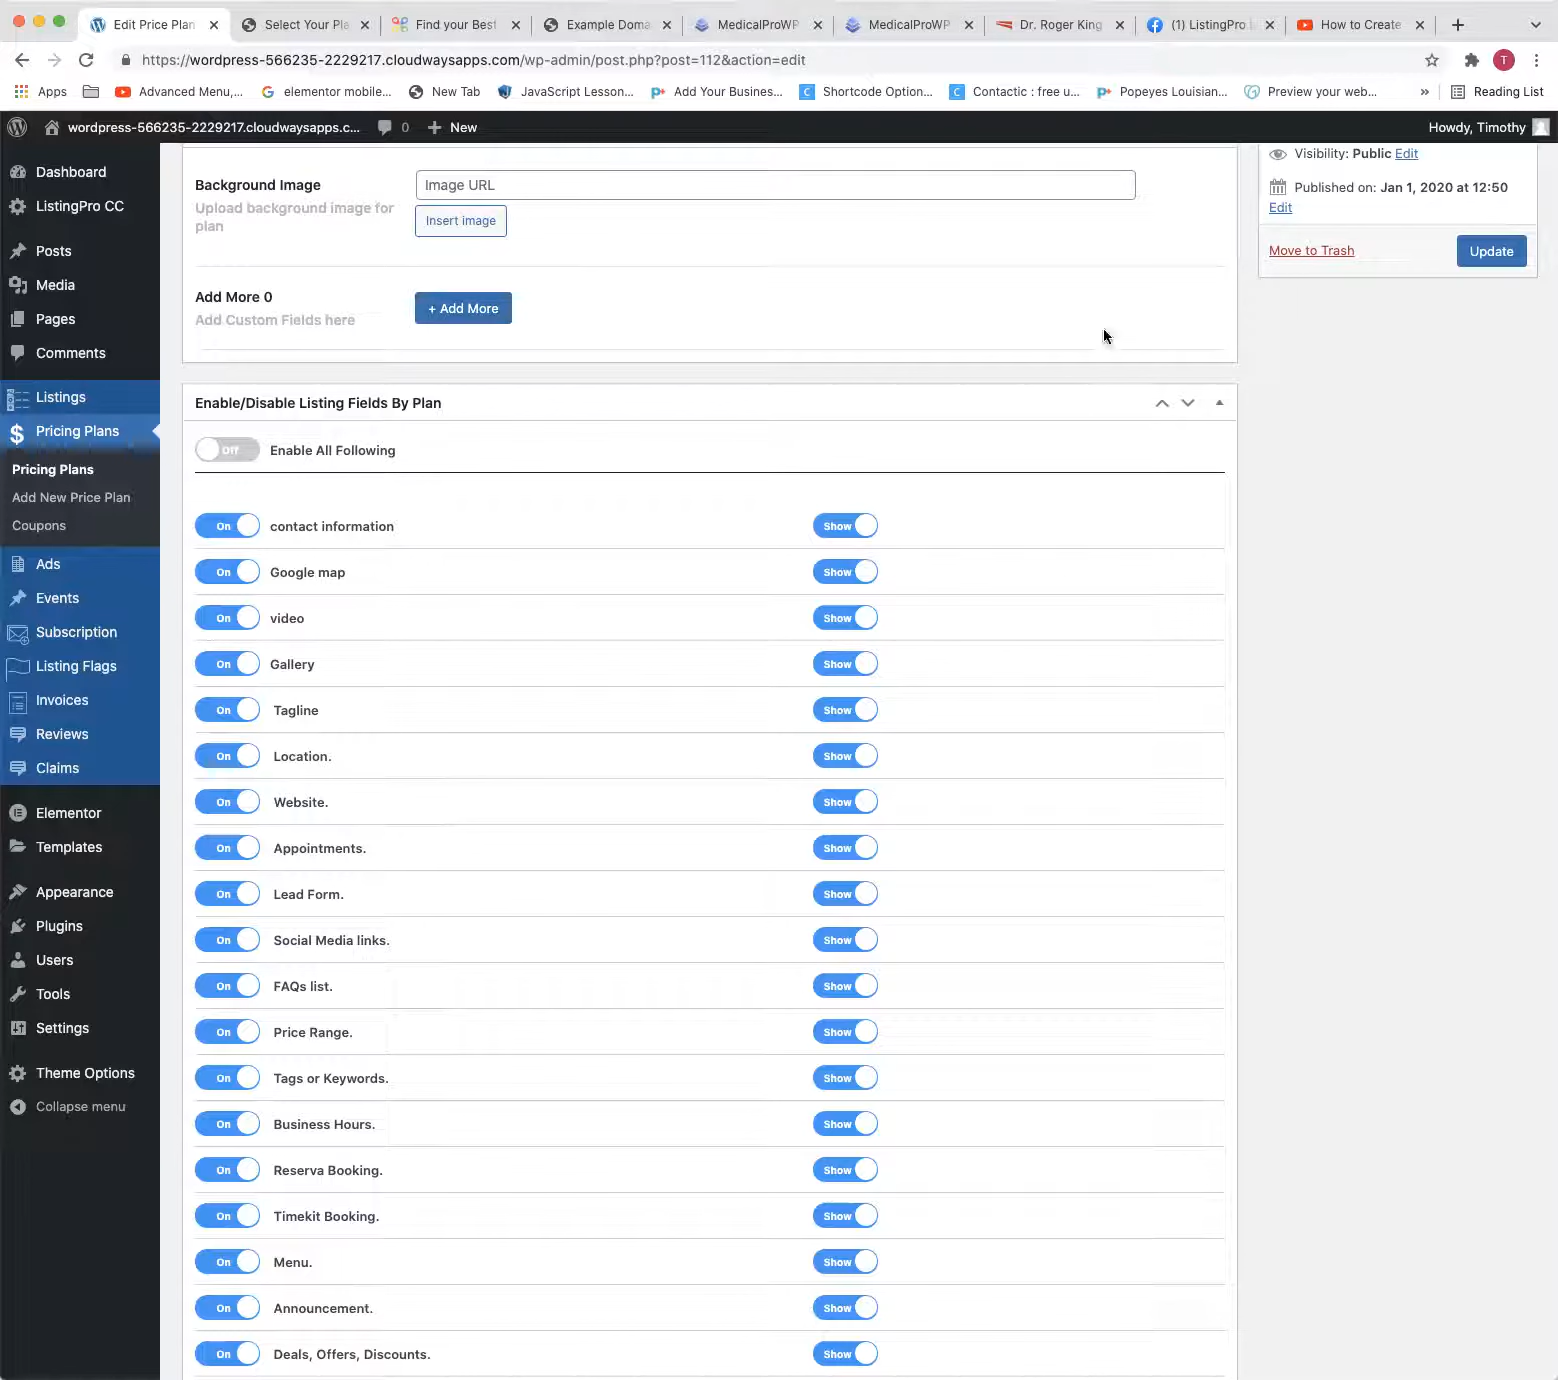 Edit Price Plan
Select Your Pl
Find your Best
Example Doma
MedicalProWP
MedicalProWP
Dr. Roger King
(1) ListingPro
How to Create
https://wordpress-566235-2229217.cloudwaysapps.com/wp-admin/post.php?post=112&action=edit
T
Apps
Advanced Menu,...
elementor mobile...
New Tab
JavaScript Lesson...
Add Your Busines...
Shortcode Option...
Contactic : free u...
Popeyes Louisian...
Preview your web...
»
Reading List
wordpress-566235-2229217.cloudwaysapps.c...
0
New
Howdy, Timothy
Dashboard
ListingPro CC
Posts
Media
Pages
Comments
Listings
Pricing Plans
Pricing Plans
Add New Price Plan
Coupons
Ads
Events
Subscription
Listing Flags
Invoices
Reviews
Claims
Elementor
Templates
Appearance
Plugins
Users
Tools
Settings
Theme Options
Collapse menu
Background Image
Upload background image for
plan
Image URL
Insert image
Add More 0
Add Custom Fields here
+ Add More
Visibility: Public Edit
Published on: Jan 1, 2020 at 12:50
Edit
Move to Trash
Update
Enable/Disable Listing Fields By Plan
Off Enable All Following
On contact information Show
On Google map Show
On video Show
On Gallery Show
On Tagline Show
On Location. Show
On Website. Show
On Appointments. Show
On Lead Form. Show
On Social Media links. Show
On FAQs list. Show
On Price Range. Show
On Tags or Keywords. Show
On Business Hours. Show
On Reserva Booking. Show
On Timekit Booking. Show
On Menu. Show
On Announcement. Show
On Deals, Offers, Discounts. Show